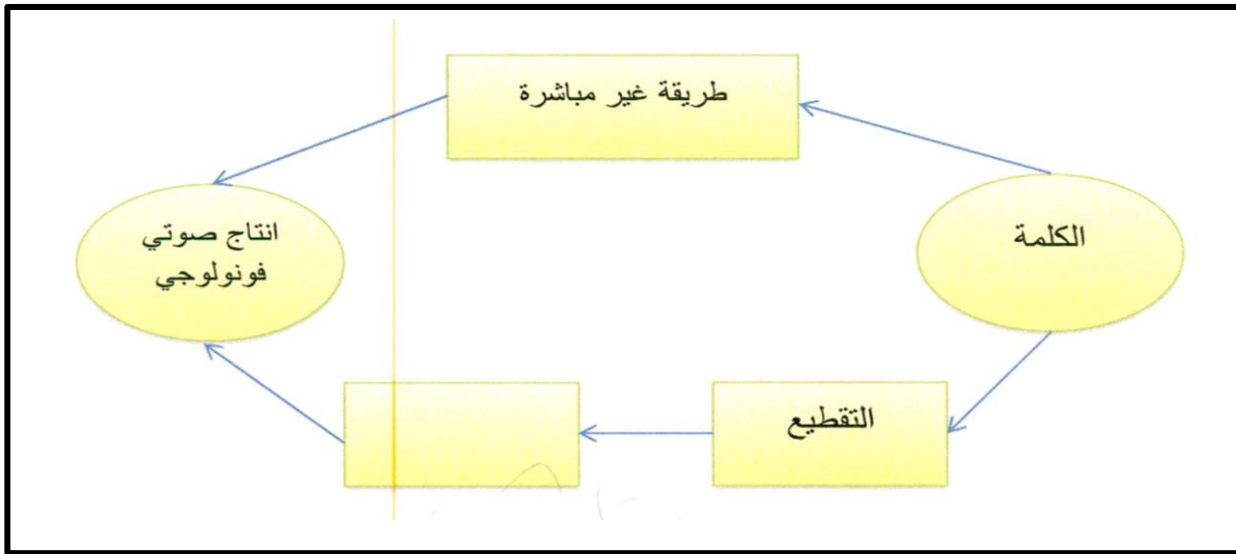 طريقة غير مباشرة
الكلمة
انتاج صوتي
فونولوجي
التقطيع